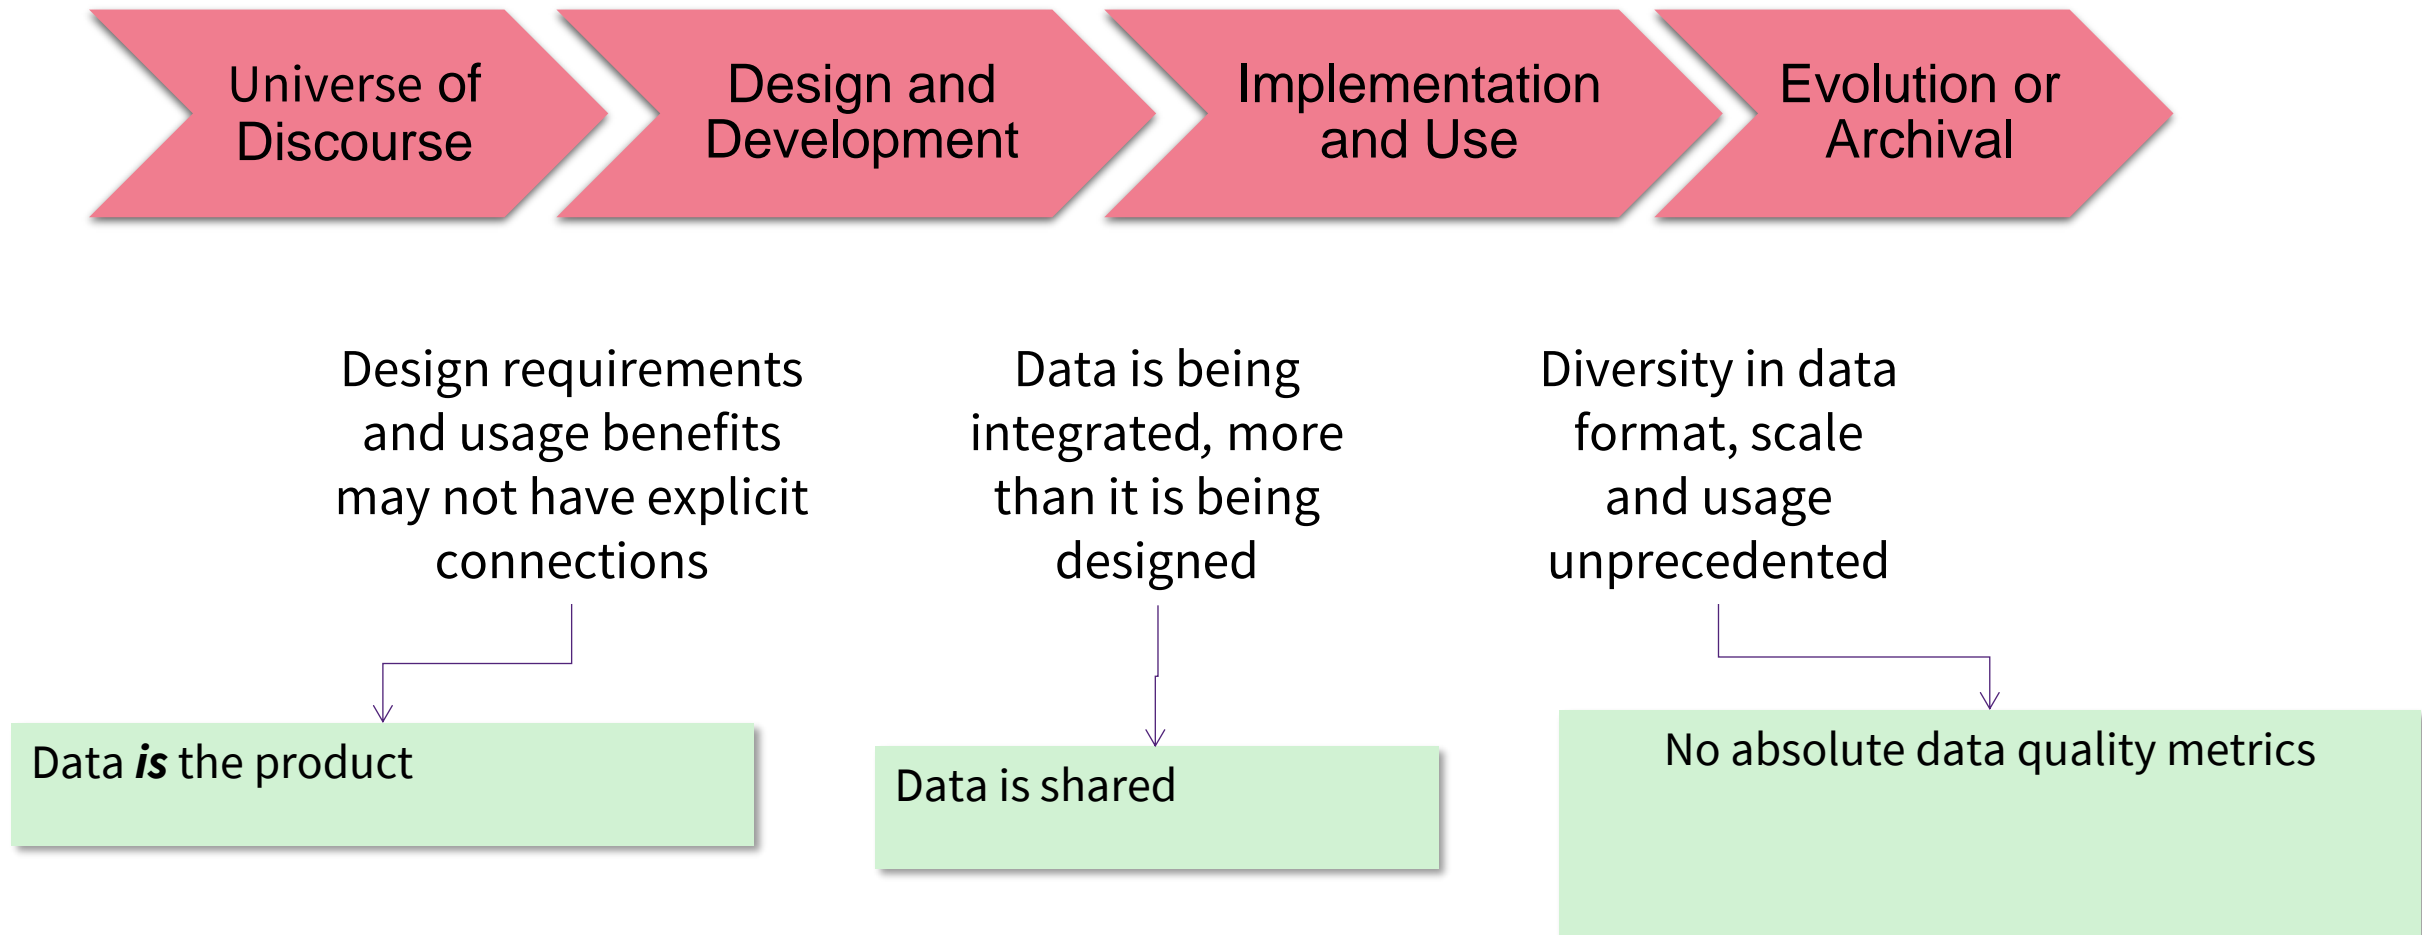 Universe of
Discourse
Design and
Development
Implementation
and Use
Evolution or
Archival
Design requirements
and usage benefits
may not have explicit
connections
Data is being
integrated, more
than it is being
designed
Diversity in data
format, scale
and usage
unprecedented
Data is the product
Data is shared
No absolute data quality metrics